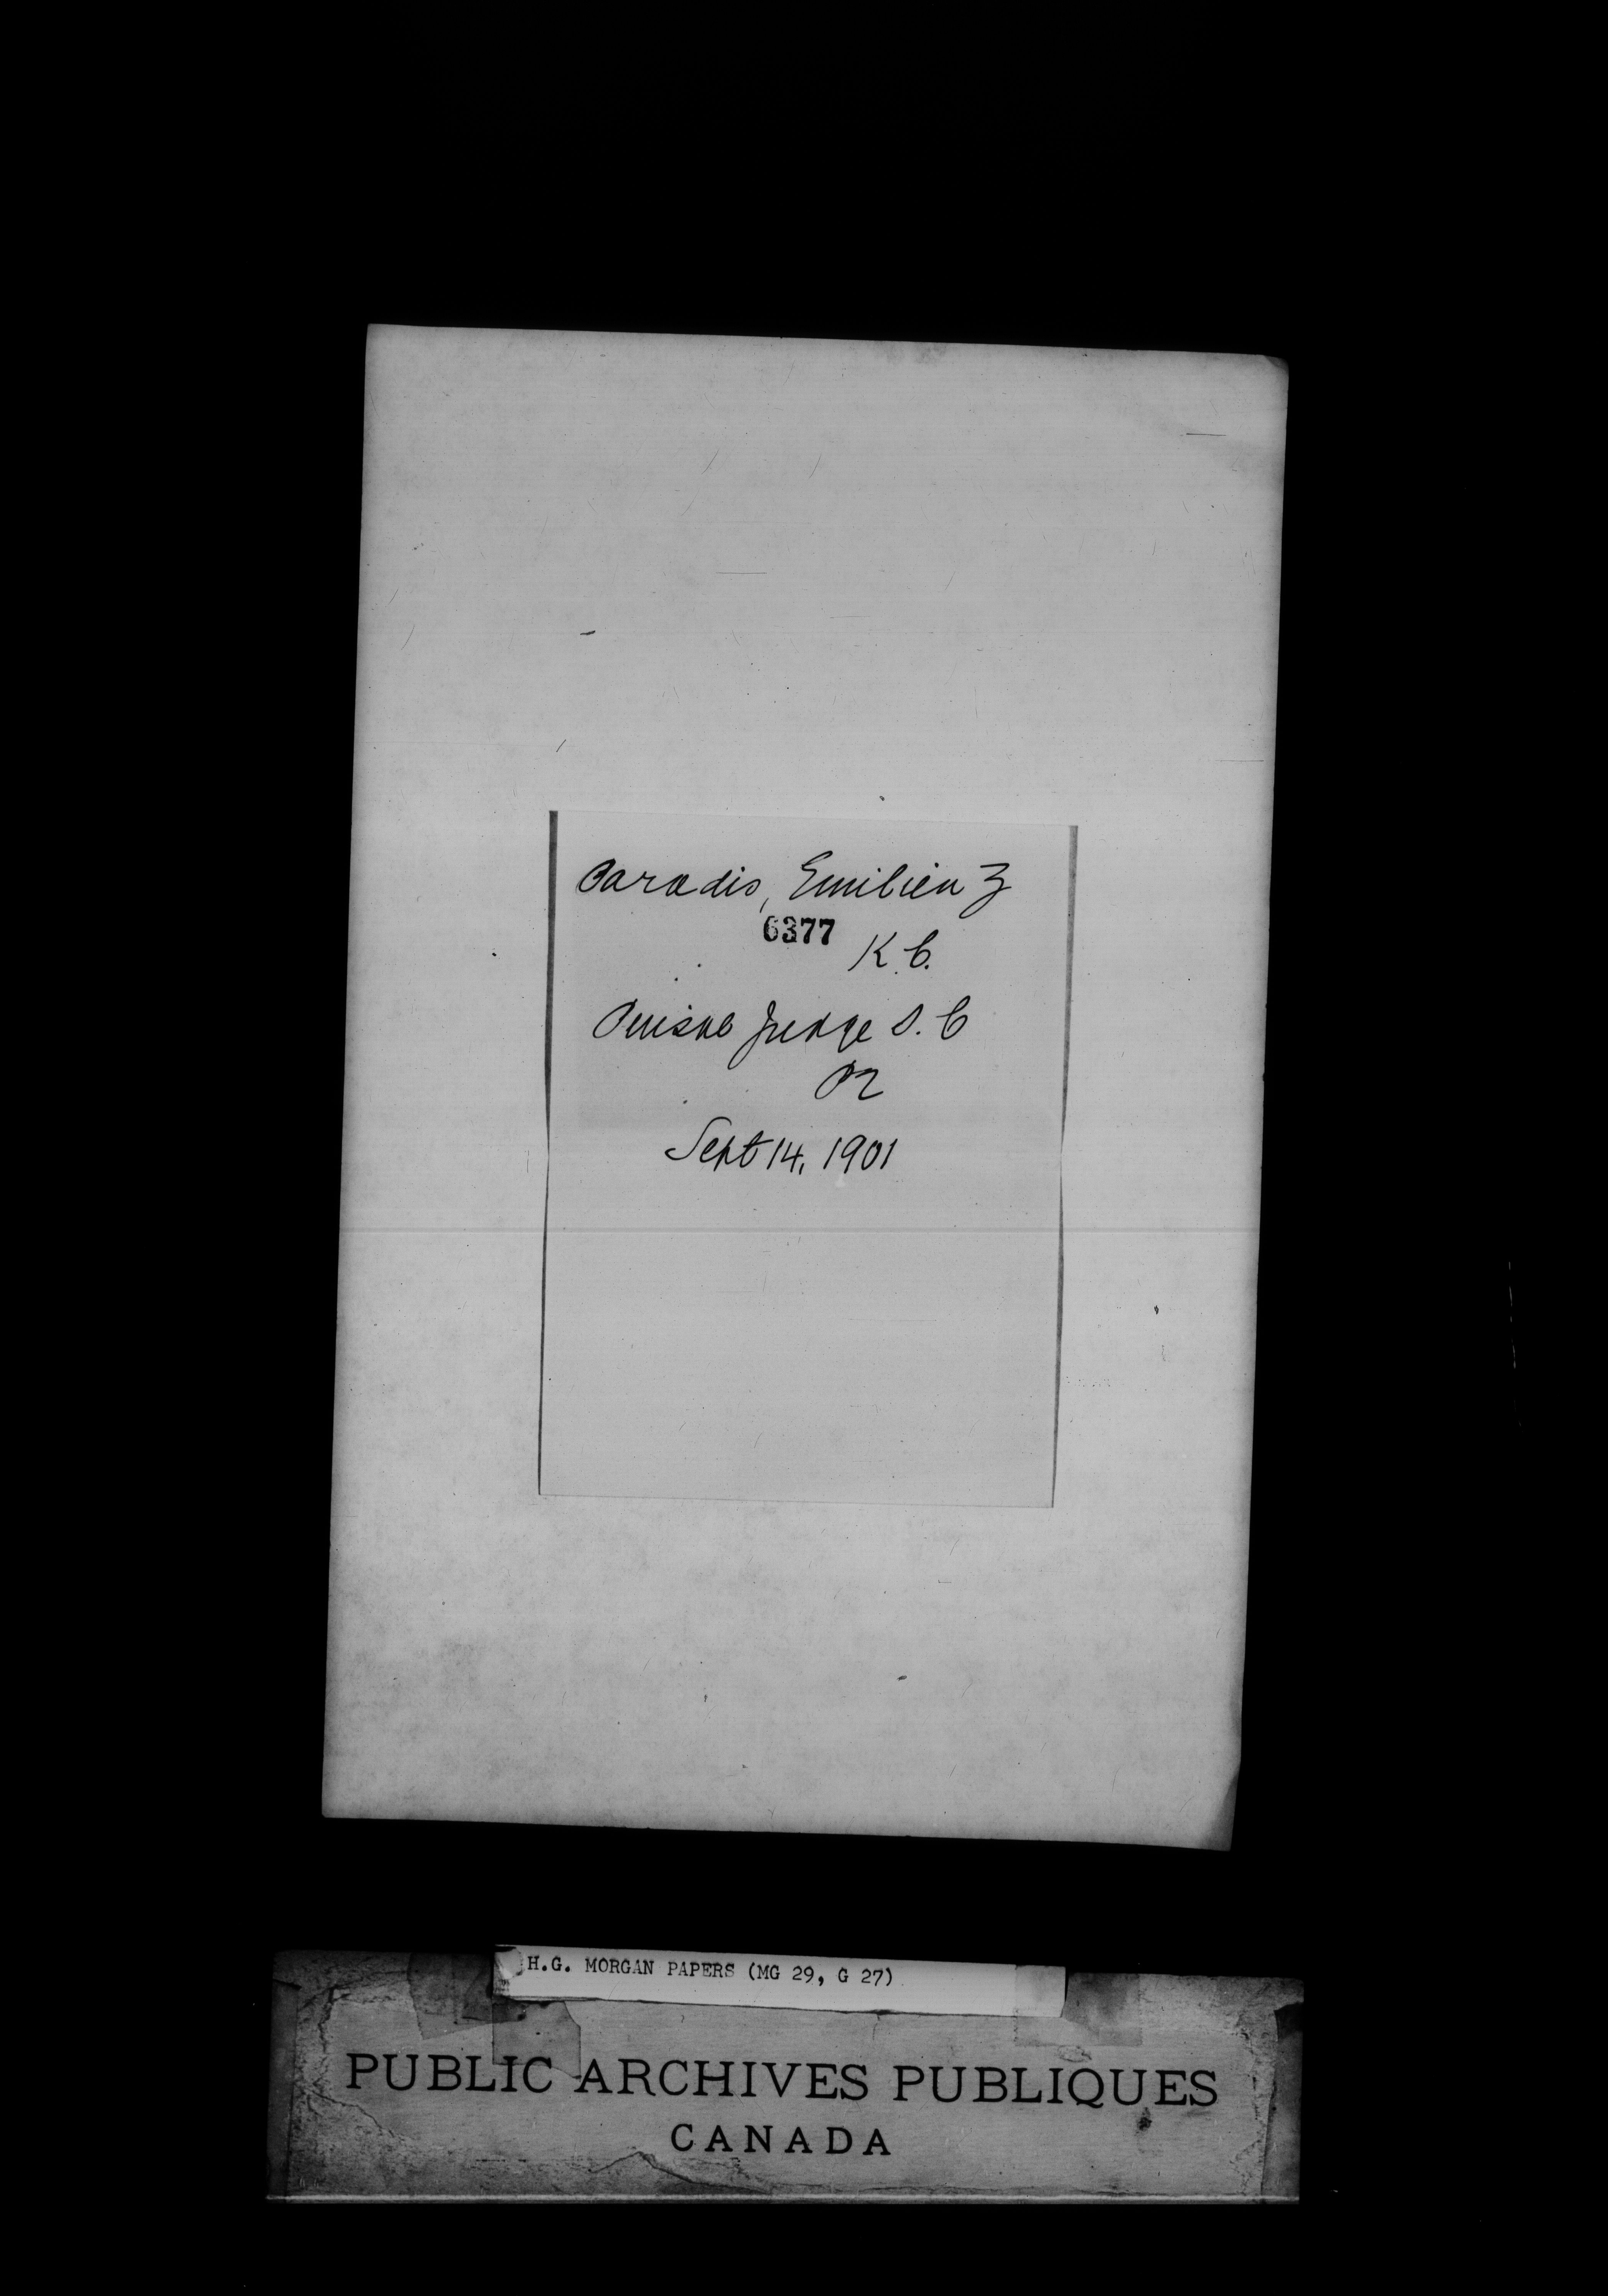 Paradis, Emilien Z
6377
K.C.
Puisne Judge S.C
PQ
Sept 14, 1901
H.G. MORGAN PAPERS (MG 29, G 27)
PUBLIC ARCHIVES PUBLIQUES
CANADA